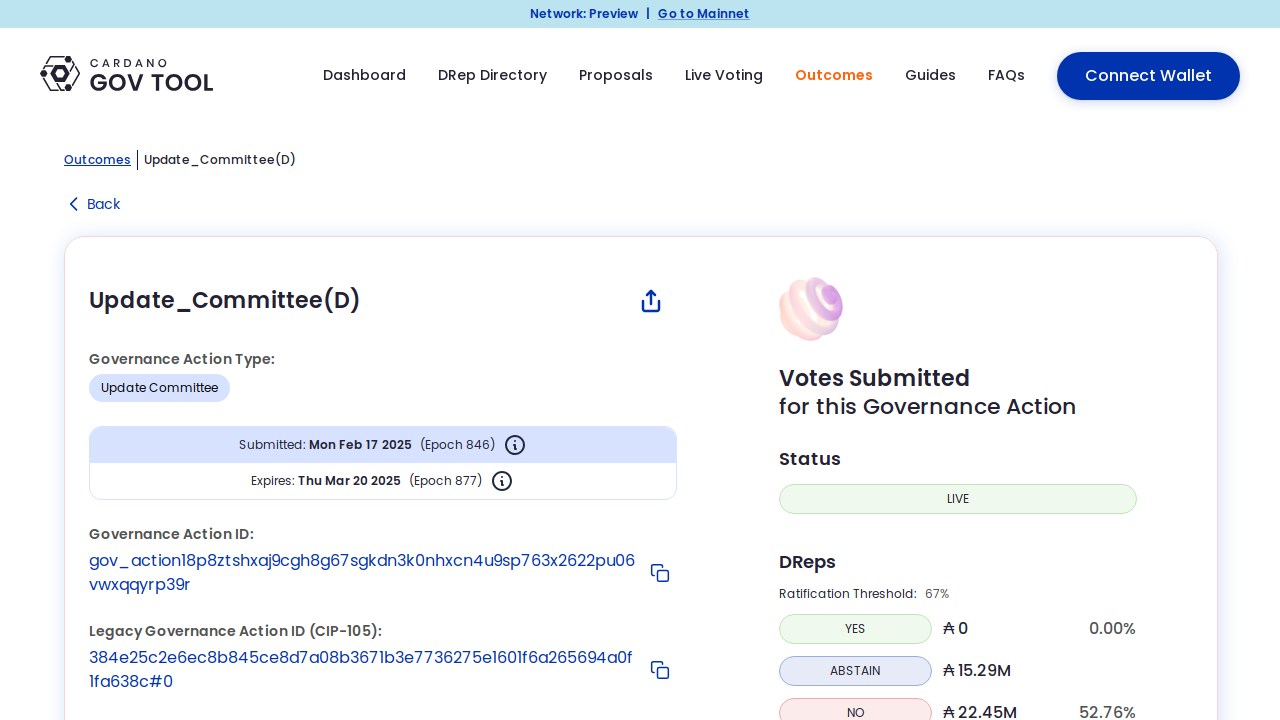 Network: Preview | Go to Mainnet
CARDANO
GOV TOOL
Dashboard
DRep Directory
Proposals
Live Voting
Outcomes
Guides
FAQs
Connect Wallet
Outcomes | Update_Committee(D)
Back
Update_Committee(D)
Governance Action Type:
Update Committee
Submitted: Mon Feb 17 2025 (Epoch 846)
Expires: Thu Mar 20 2025 (Epoch 877)
Governance Action ID:
gov_action18p8ztshxaj9cgh8g67sgkdn3k0nhxcn4u9sp763x2622pu06
vwxqqyrp39r
Legacy Governance Action ID (CIP-105):
384e25c2e6ec8b845ce8d7a08b3671b3e7736275e1601f6a265694a0f
1fa638c#0
Votes Submitted
for this Governance Action
Status
LIVE
DReps
Ratification Threshold: 67%
YES ₳ 0 0.00%
ABSTAIN ₳ 15.29M
NO ₳ 22.45M 52.76%